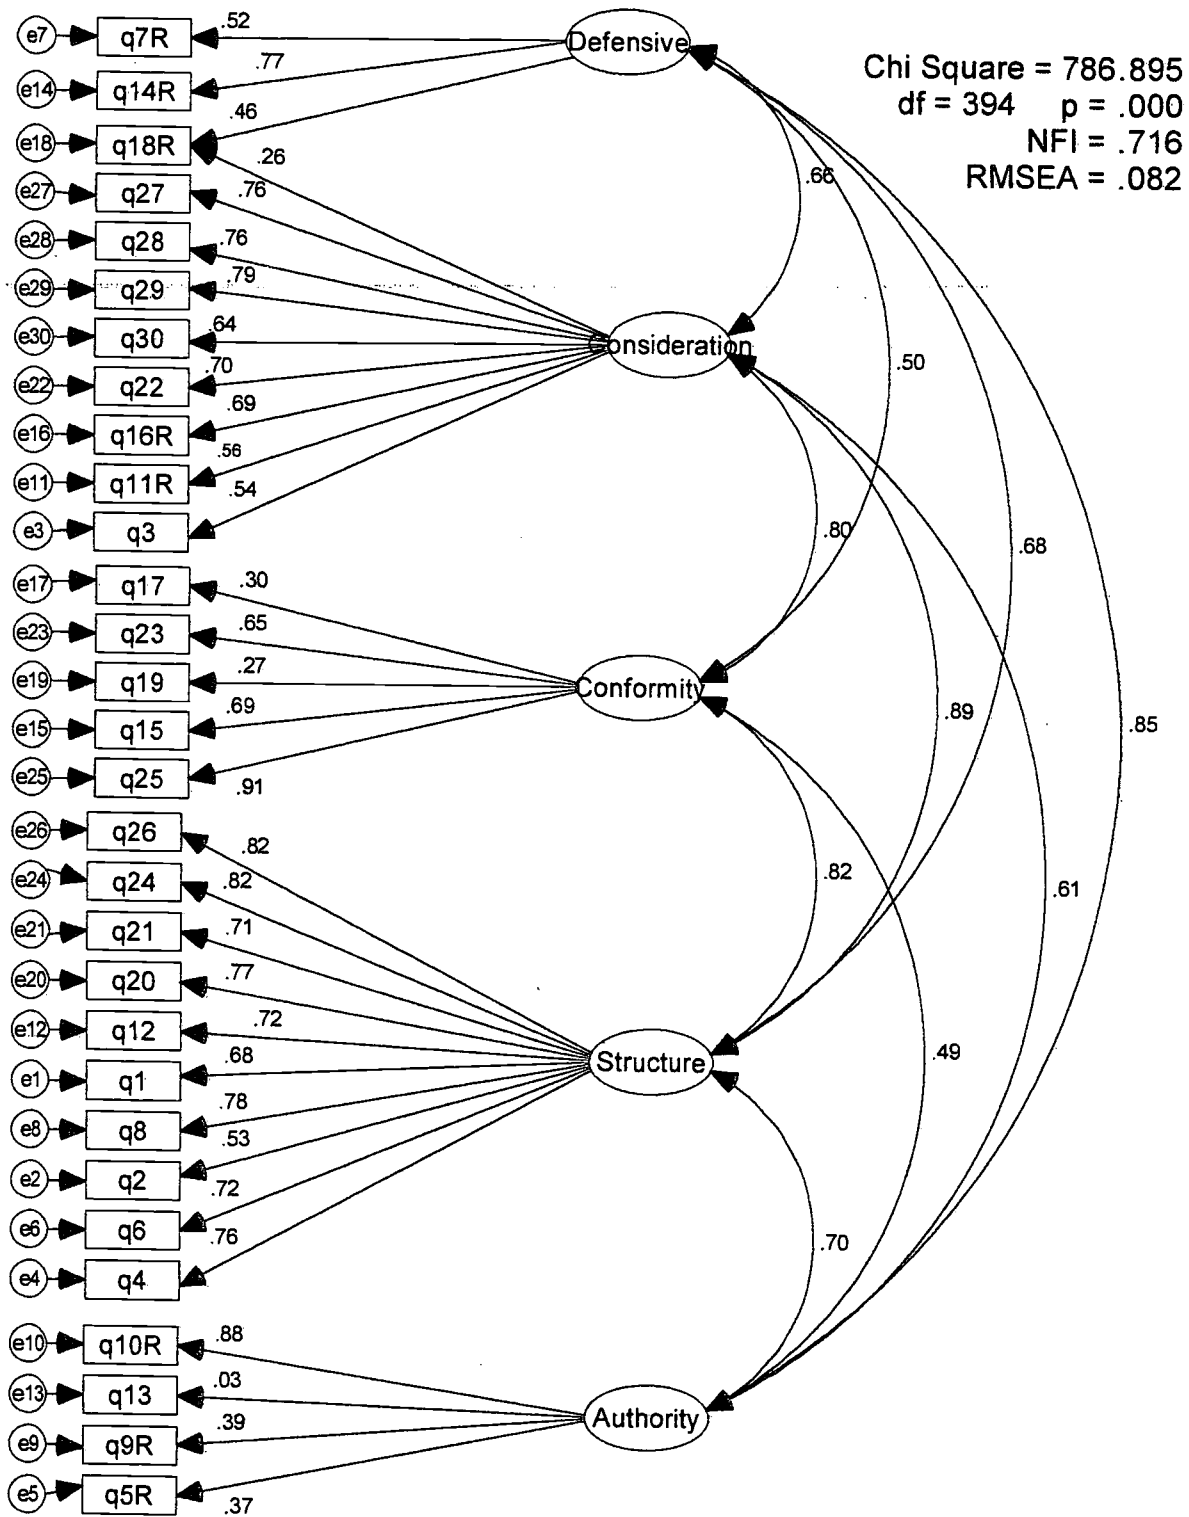 e7 q7R .52 Defensive
Chi Square = 786.895
df = 394 p = .000
NFI = .716
RMSEA = .082
e14 q14R .77
e18 q18R .46
.26
e27 q27 .76
.66
e28 q28 .76
e29 q29 .79
e30 q30 .64
Consideration
e22 q22 .70
.50
e16 q16R .69
e11 q11R .56
e3 q3 .54
.80
.68
e17 q17 .30
e23 q23 .65
e19 q19 .27
Conformity
e15 q15 .69
.89
.85
e25 q25 .91
e26 q26 .82
e24 q24 .82
.82
.61
e21 q21 .71
e20 q20 .77
e12 q12 .72
Structure
.49
e1 q1 .68
e8 q8 .78
e2 q2 .53
e6 q6 .72
.70
e4 q4 .76
e10 q10R .88
e13 q13 .03
Authority
e9 q9R .39
e5 q5R .37